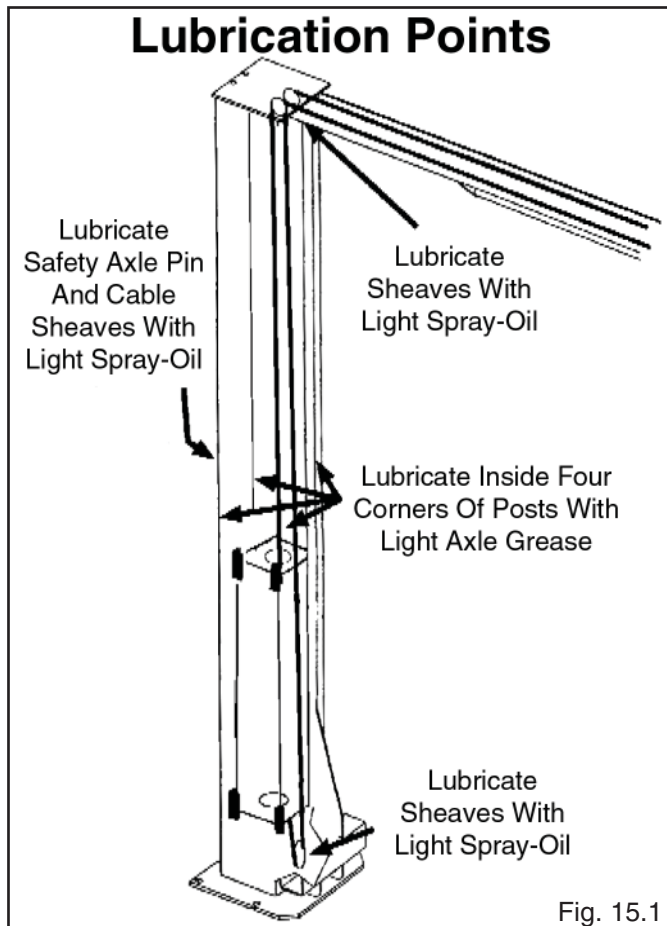 Lubrication Points
Lubricate
Safety Axle Pin
And Cable
Sheaves With
Light Spray-Oil
Lubricate
Sheaves With
Light Spray-Oil
Lubricate Inside Four
Corners Of Posts With
Light Axle Grease
Lubricate
Sheaves With
Light Spray-Oil
Fig. 15.1